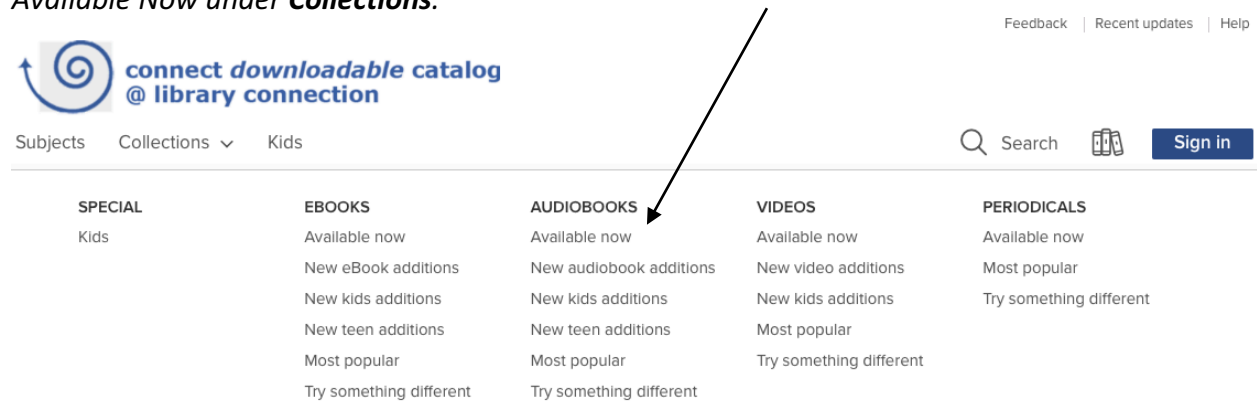 Available Now under Collections.
Feedback | Recent updates | Help
connect downloadable catalog
@ library connection
Subjects Collections Kids
Search Sign in
SPECIAL
Kids
EBOOKS
Available now
New eBook additions
New kids additions
New teen additions
Most popular
Try something different
AUDIOBOOKS
Available now
New audiobook additions
New kids additions
New teen additions
Most popular
Try something different
VIDEOS
Available now
New video additions
New kids additions
Most popular
Try something different
PERIODICALS
Available now
Most popular
Try something different